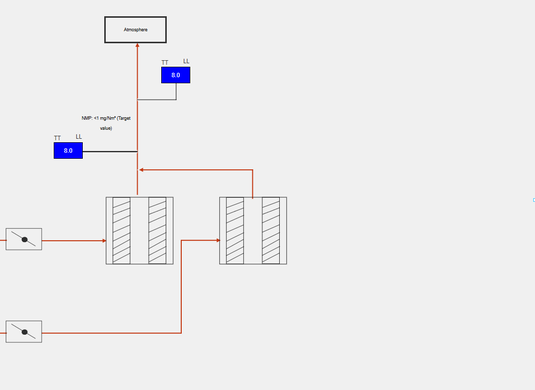 Atmosphere
TT LL
8.0
NMP: <1 mg/Nm³ (Target
value)
TT LL
8.0